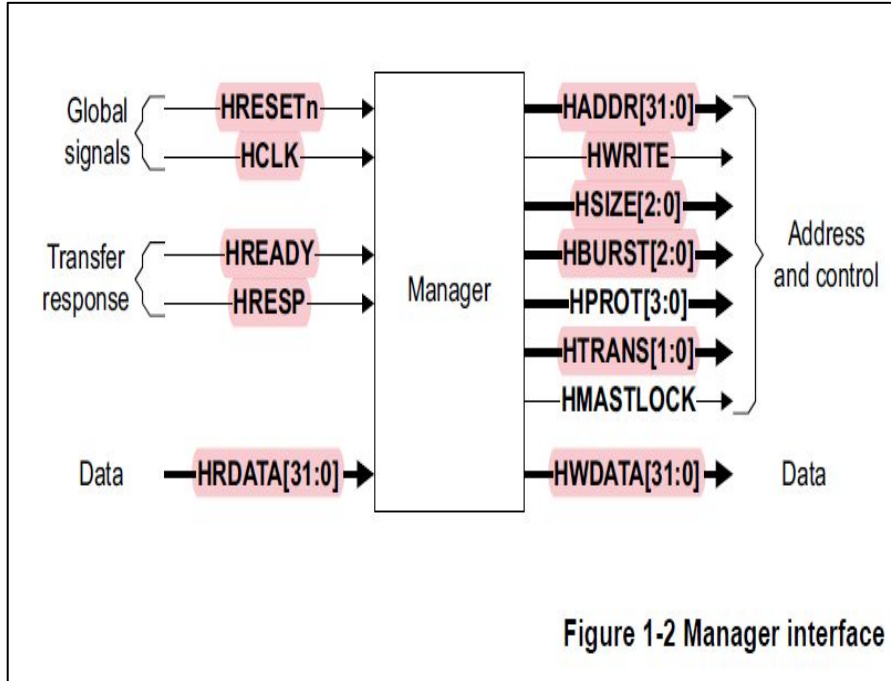 Global
signals
HRESETn
HCLK
Transfer
response
HREADY
HRESP
Data
HRDATA[31:0]
Manager
HADDR[31:0]
HWRITE
HSIZE[2:0]
HBURST[2:0]
HPROT[3:0]
HTRANS[1:0]
HMASTLOCK
Address
and control
HWDATA[31:0]
Data
Figure 1-2 Manager interface